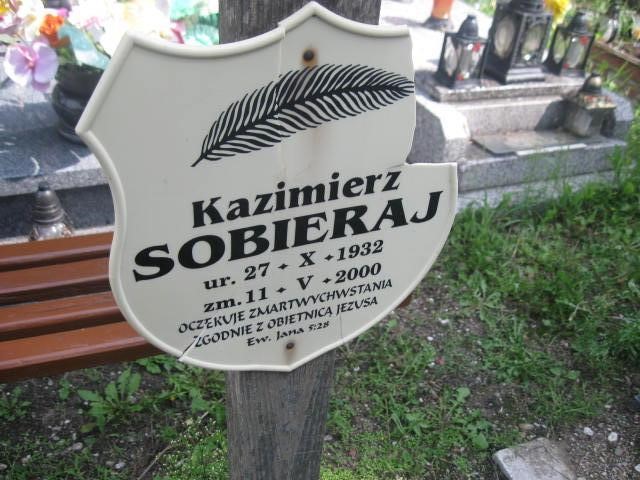 Kazimierz
SOBIERAJ
ur. 27 ✦ X ✦ 1932
zm. 11 ✦ V ✦ 2000
OCZEKUJE ZMARTWYCHWSTANIA
ZGODNIE Z OBIETNICĄ JEZUSA
Ew. Jana 5:28